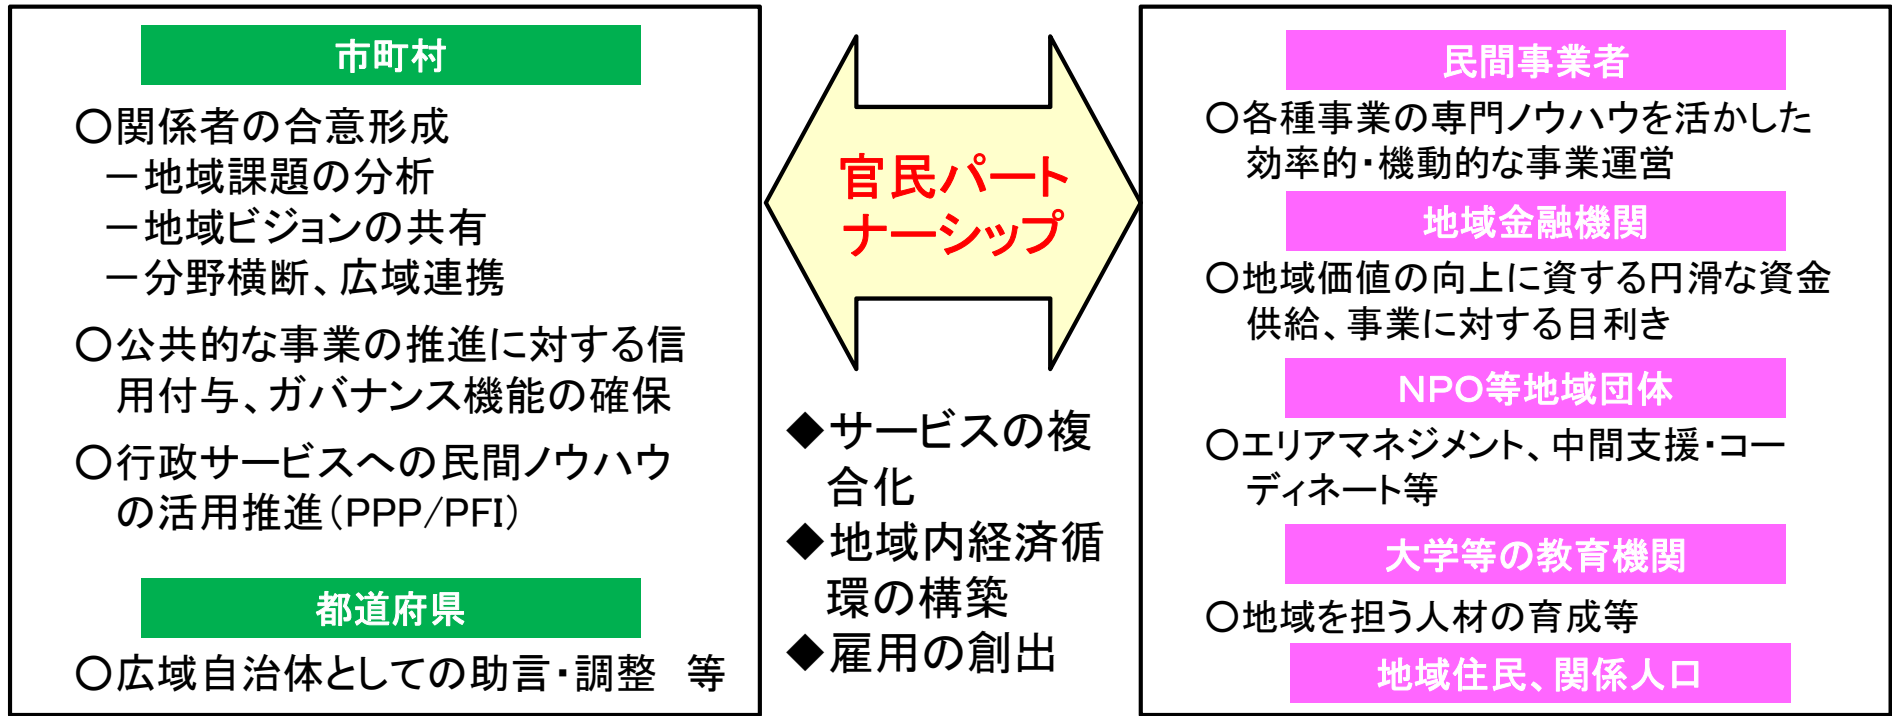 市町村
○関係者の合意形成
－地域課題の分析
－地域ビジョンの共有
－分野横断、広域連携
○公共的な事業の推進に対する信
用付与、ガバナンス機能の確保
○行政サービスへの民間ノウハウ
の活用推進（PPP/PFI）
都道府県
○広域自治体としての助言・調整　等
官民パート
ナーシップ
◆サービスの複
合化
◆地域内経済循
環の構築
◆雇用の創出
民間事業者
○各種事業の専門ノウハウを活かした
効率的・機動的な事業運営
地域金融機関
○地域価値の向上に資する円滑な資金
供給、事業に対する目利き
ＮＰＯ等地域団体
○エリアマネジメント、中間支援・コー
ディネート等
大学等の教育機関
○地域を担う人材の育成等
地域住民、関係人口